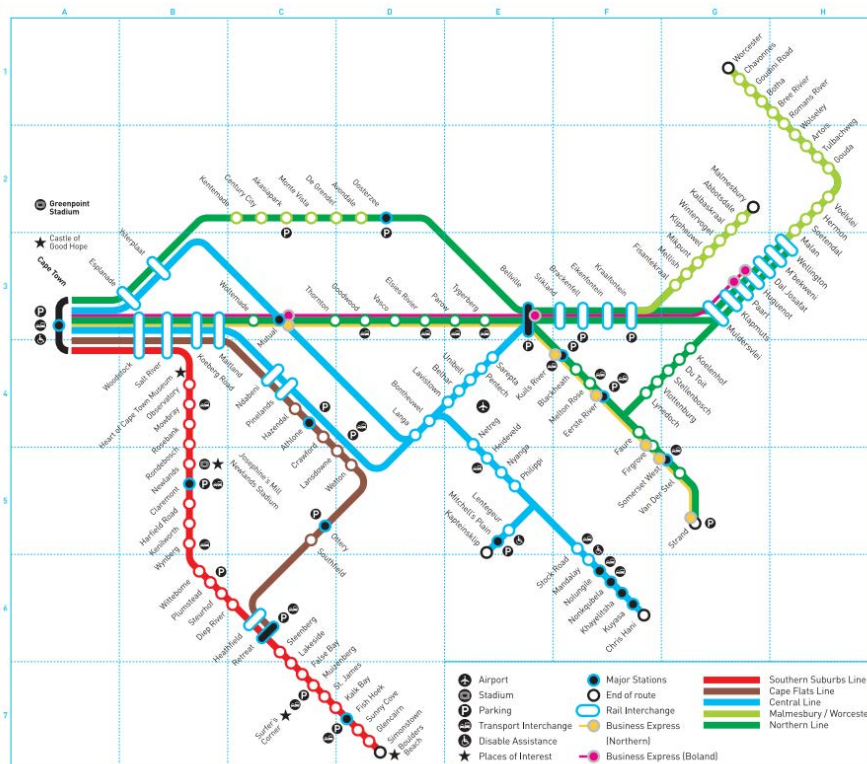 A B C D E F G H
1
2
3
4
5
6
7
Greenpoint
Stadium
Castle of
Good Hope
Cape Town
Esplanade
Ysterplaat
Kentemade
Century City
Akasiapark
Monte Vista
De Grendel
Avondale
Oosterzee
Woodstock
Salt River
Koeberg Road
Maitland
Ndabeni
Pinelands
Hazendal
Athlone
Crawford
Lansdowne
Wetton
Ottery
Southfield
Woltemade
Mutual
Thornton
Goodwood
Vasco
Elsies River
Parow
Tygerberg
Bellville
Stikland
Brackenfell
Eikenfontein
Kraaifontein
Fisantekraal
Mellish
Mikpunt
Klipheuwel
Wintervogel
Kalbaskraal
Abbotsdale
Malmesbury
Worcester
Chavonnes
Goudini Road
Botha
Bree Rivier
Romans River
Wolseley
Artois
Tulbachweg
Gouda
Voëlvlei
Hermon
Soetendal
Malan
Wellington
M'bekweni
Dal Josafat
Huguenot
Paarl
Klapmuts
Muldersvlei
Koelenhof
Du Toit
Stellenbosch
Vlottenburg
Lynedoch
Kuils River
Blackheath
Melton Rose
Eerste River
Faure
Firgrove
Somerset West
Van Der Stel
Strand
Langa
Bontheuwel
Lavistown
Belhar
Unibell
Pentech
Sarepta
Netreg
Heideveld
Nyanga
Philippi
Lentegeur
Mitchell's Plain
Kapteinsklip
Stock Road
Mandalay
Nolungile
Nonkqubela
Khayelitsha
Kuyasa
Chris Hani
Heart of Cape Town Museum
Observatory
Mowbray
Rosebank
Rondebosch
Newlands
Claremont
Harfield Road
Kenilworth
Wynberg
Josephine's Mill
Newlands Stadium
Wittebome
Plumstead
Steurhof
Diep River
Heathfield
Retreat
Steenberg
Lakeside
False Bay
Muizenberg
St. James
Kalk Bay
Fish Hoek
Sunny Cove
Glencairn
Simonstown
Boulders
Beach
Surfer's
Corner
Airport
Stadium
P Parking
Transport Interchange
Disable Assistance
Places of Interest
Major Stations
End of route
Rail Interchange
Business Express
(Northern)
Business Express (Boland)
Southern Suburbs Line
Cape Flats Line
Central Line
Malmesbury / Worceste
Northern Line